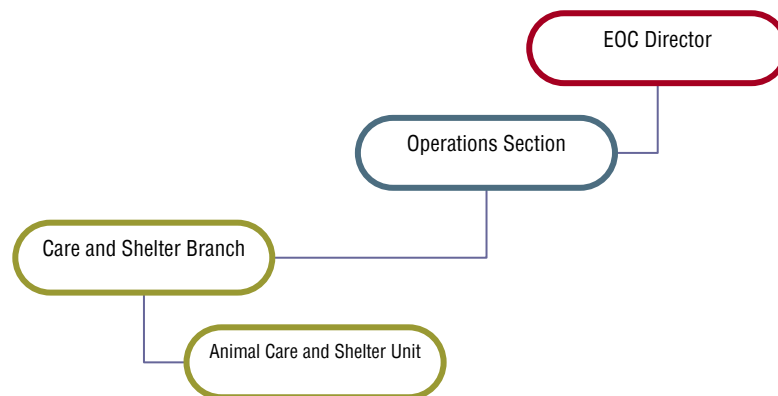 EOC Director
Operations Section
Care and Shelter Branch
Animal Care and Shelter Unit